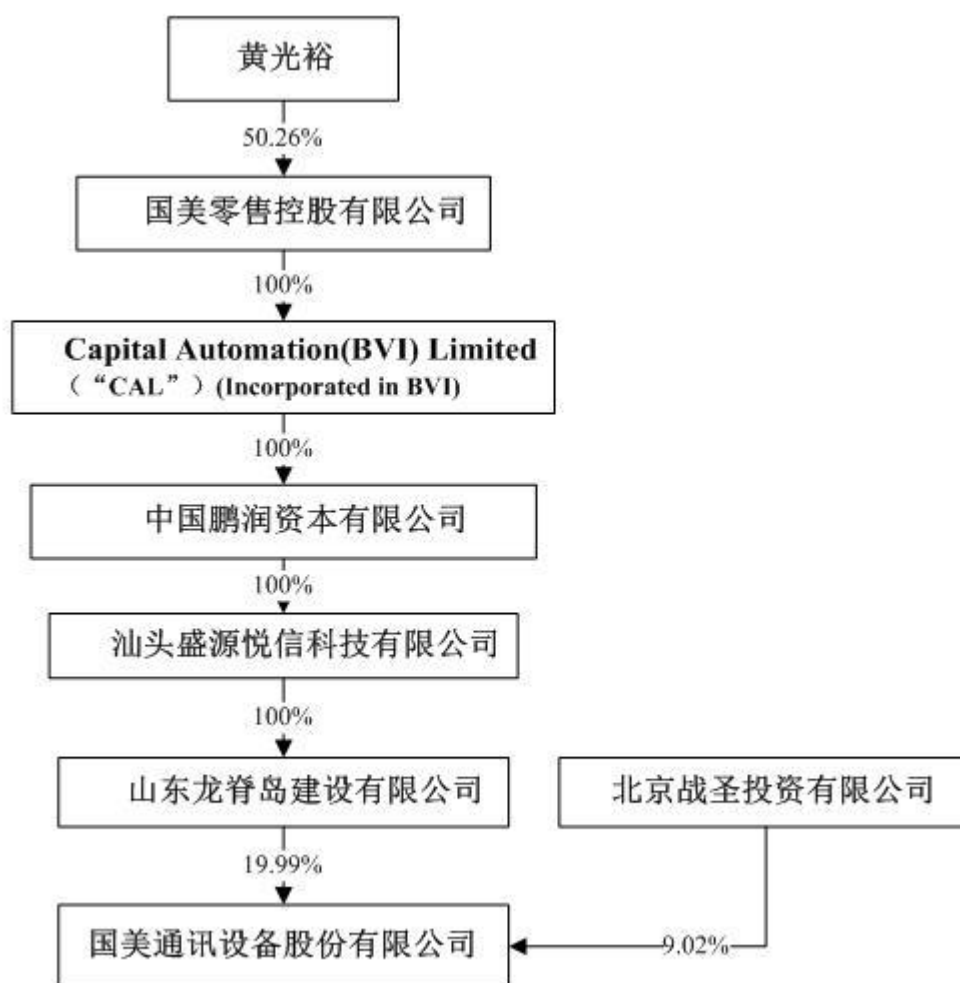 黄光裕
50.26%
国美零售控股有限公司
100%
Capital Automation(BVI) Limited
（“CAL”）(Incorporated in BVI)
100%
中国鹏润资本有限公司
100%
汕头盛源悦信科技有限公司
100%
山东龙脊岛建设有限公司
北京战圣投资有限公司
19.99%
国美通讯设备股份有限公司
9.02%